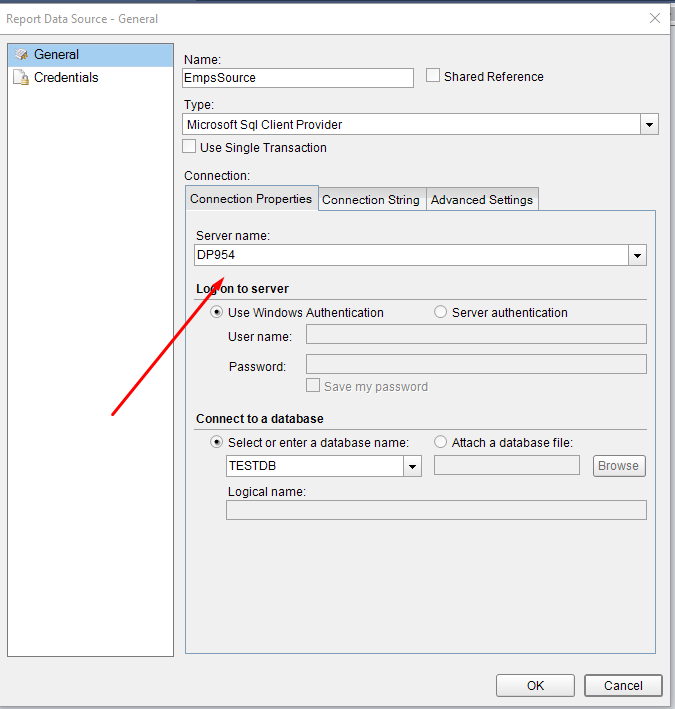 Report Data Source - General
General
Credentials
Name:
EmpsSource
Shared Reference
Type:
Microsoft Sql Client Provider
Use Single Transaction
Connection:
Connection Properties
Connection String
Advanced Settings
Server name:
DP954
Log on to server
Use Windows Authentication
Server authentication
User name:
Password:
Save my password
Connect to a database
Select or enter a database name:
Attach a database file:
TESTDB
Browse
Logical name:
OK
Cancel